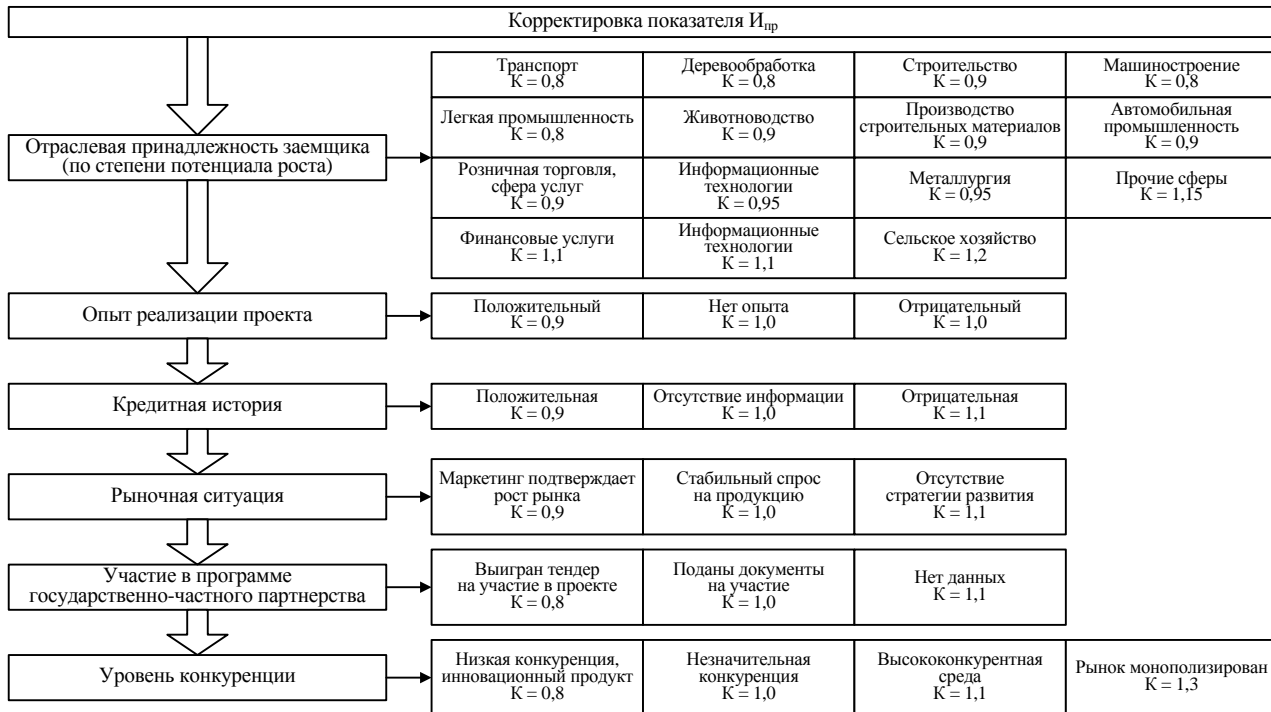 Корректировка показателя Ипр
Отраслевая принадлежность заемщика
(по степени потенциала роста)
Транспорт
К = 0,8
Деревообработка
К = 0,8
Строительство
К = 0,9
Машиностроение
К = 0,8
Легкая промышленность
К = 0,8
Животноводство
К = 0,9
Производство
строительных материалов
К = 0,9
Автомобильная
промышленность
К = 0,9
Розничная торговля,
сфера услуг
К = 0,9
Информационные
технологии
К = 0,95
Металлургия
К = 0,95
Прочие сферы
К = 1,15
Финансовые услуги
К = 1,1
Информационные
технологии
К = 1,1
Сельское хозяйство
К = 1,2
Опыт реализации проекта
Положительный
К = 0,9
Нет опыта
К = 1,0
Отрицательный
К = 1,0
Кредитная история
Положительная
К = 0,9
Отсутствие информации
К = 1,0
Отрицательная
К = 1,1
Рыночная ситуация
Маркетинг подтверждает
рост рынка
К = 0,9
Стабильный спрос
на продукцию
К = 1,0
Отсутствие
стратегии развития
К = 1,1
Участие в программе
государственно-частного партнерства
Выигран тендер
на участие в проекте
К = 0,8
Поданы документы
на участие
К = 1,0
Нет данных
К = 1,1
Уровень конкуренции
Низкая конкуренция,
инновационный продукт
К = 0,8
Незначительная
конкуренция
К = 1,0
Высококонкурентная
среда
К = 1,1
Рынок монополизирован
К = 1,3